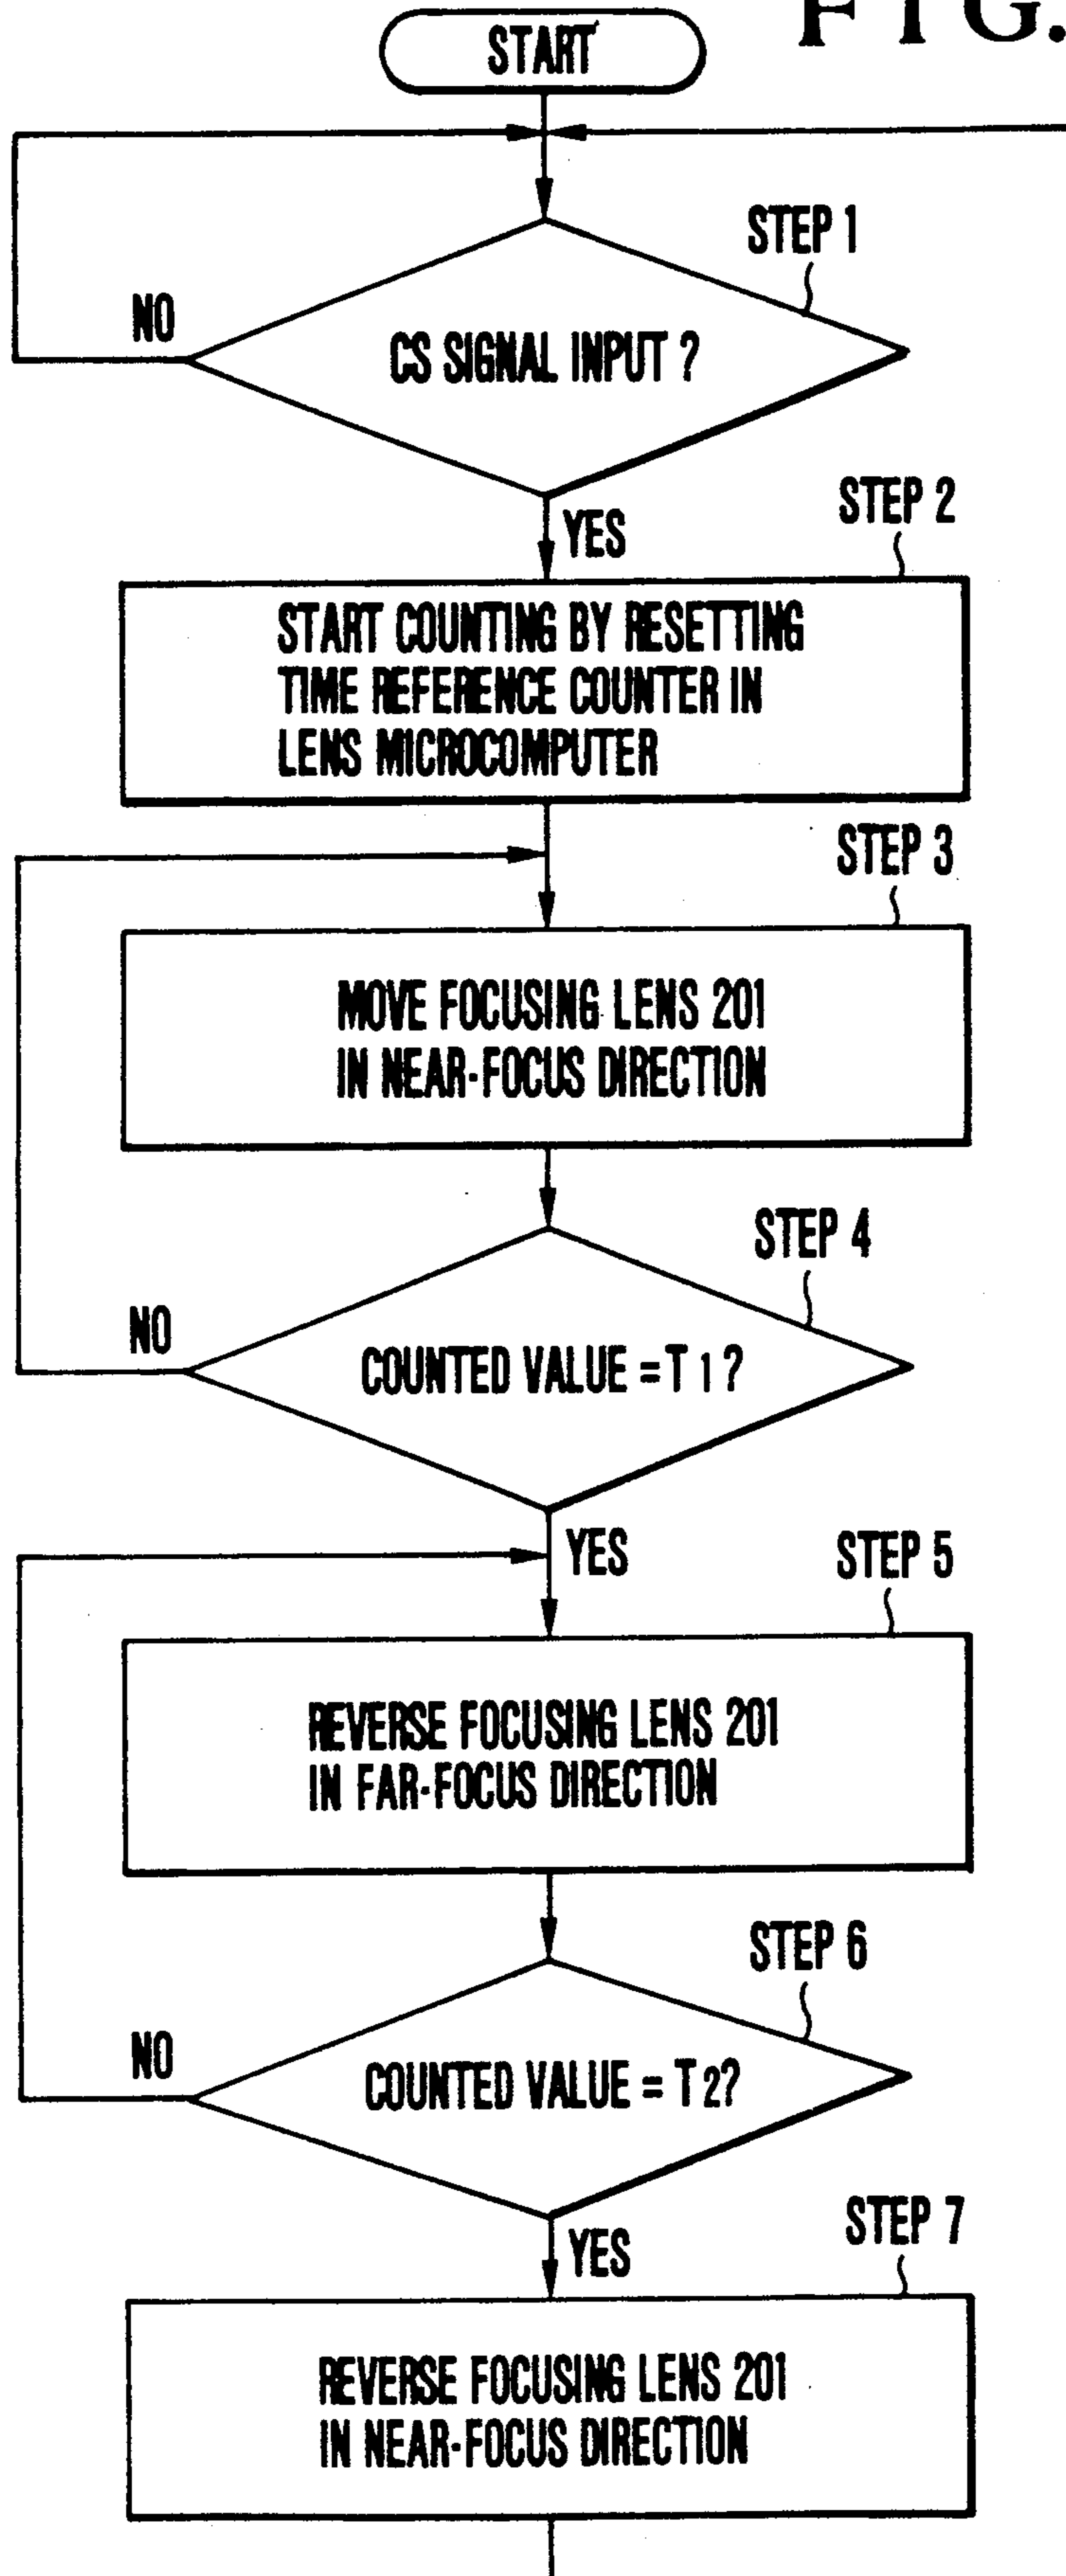 FIG.
START
STEP 1
NO
CS SIGNAL INPUT ?
YES
STEP 2
START COUNTING BY RESETTING
TIME REFERENCE COUNTER IN
LENS MICROCOMPUTER
STEP 3
MOVE FOCUSING LENS 201
IN NEAR-FOCUS DIRECTION
STEP 4
NO
COUNTED VALUE = T 1 ?
YES
STEP 5
REVERSE FOCUSING LENS 201
IN FAR-FOCUS DIRECTION
STEP 6
NO
COUNTED VALUE = T 2?
YES
STEP 7
REVERSE FOCUSING LENS 201
IN NEAR-FOCUS DIRECTION